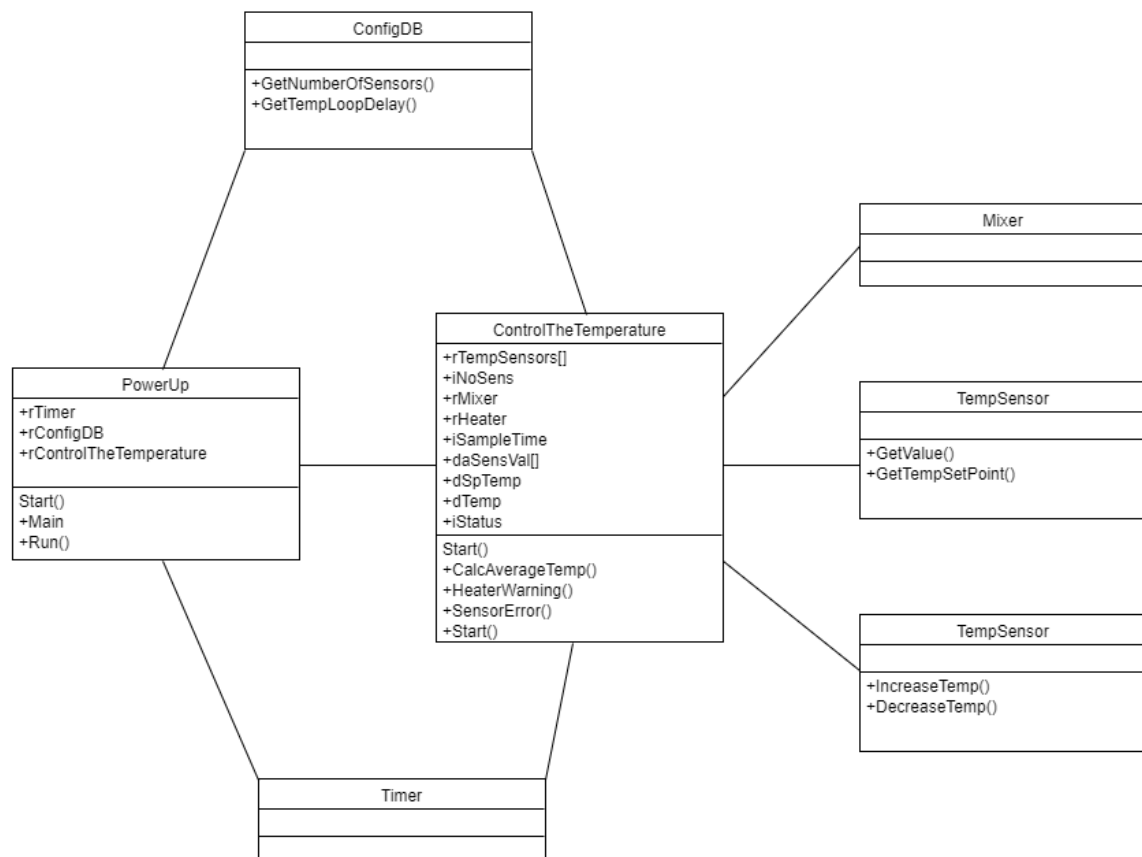 ConfigDB
+GetNumberOfSensors()
+GetTempLoopDelay()
Mixer
ControlTheTemperature
+rTempSensors[]
+iNoSens
+rMixer
+rHeater
+iSampleTime
+daSensVal[]
+dSpTemp
+dTemp
+iStatus
Start()
+CalcAverageTemp()
+HeaterWarning()
+SensorError()
+Start()
PowerUp
+rTimer
+rConfigDB
+rControlTheTemperature
Start()
+Main
+Run()
TempSensor
+GetValue()
+GetTempSetPoint()
TempSensor
+IncreaseTemp()
+DecreaseTemp()
Timer